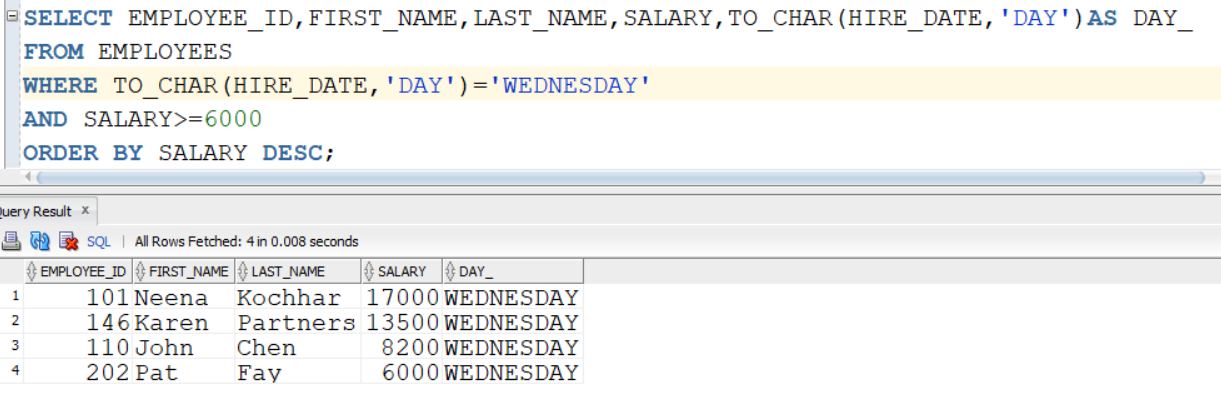 SELECT EMPLOYEE_ID,FIRST_NAME,LAST_NAME,SALARY,TO_CHAR(HIRE_DATE,'DAY')AS DAY_
FROM EMPLOYEES
WHERE TO_CHAR(HIRE_DATE,'DAY')='WEDNESDAY'
AND SALARY>=6000
ORDER BY SALARY DESC;
Query Result x
SQL | All Rows Fetched: 4 in 0.008 seconds
EMPLOYEE_ID FIRST_NAME LAST_NAME SALARY DAY_
1 101 Neena Kochhar 17000 WEDNESDAY
2 146 Karen Partners 13500 WEDNESDAY
3 110 John Chen 8200 WEDNESDAY
4 202 Pat Fay 6000 WEDNESDAY